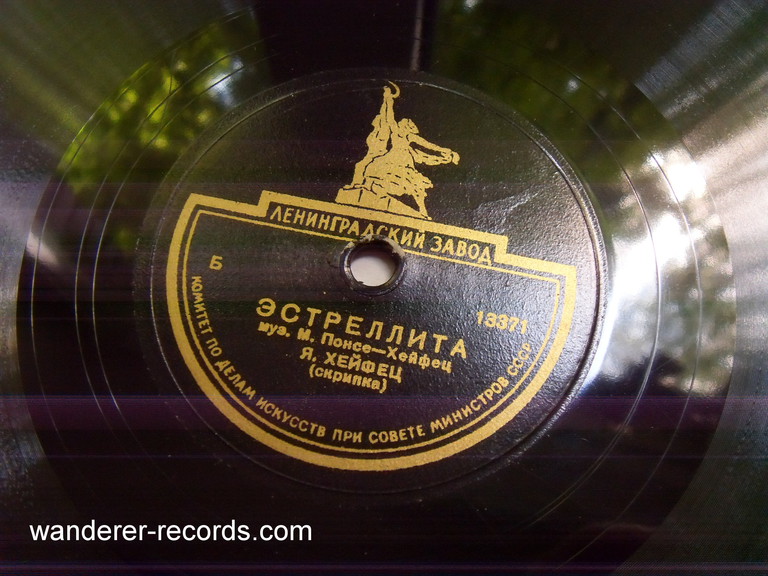 ЛЕНИНГРАДСКИЙ ЗАВОД
Б
13371
ЭСТРЕЛЛИТА
муз. М. Понсе—Хейфец
Я. ХЕЙФЕЦ
(скрипка)
КОМИТЕТ ПО ДЕЛАМ ИСКУССТВ ПРИ СОВЕТЕ МИНИСТРОВ СССР
wanderer-records.com